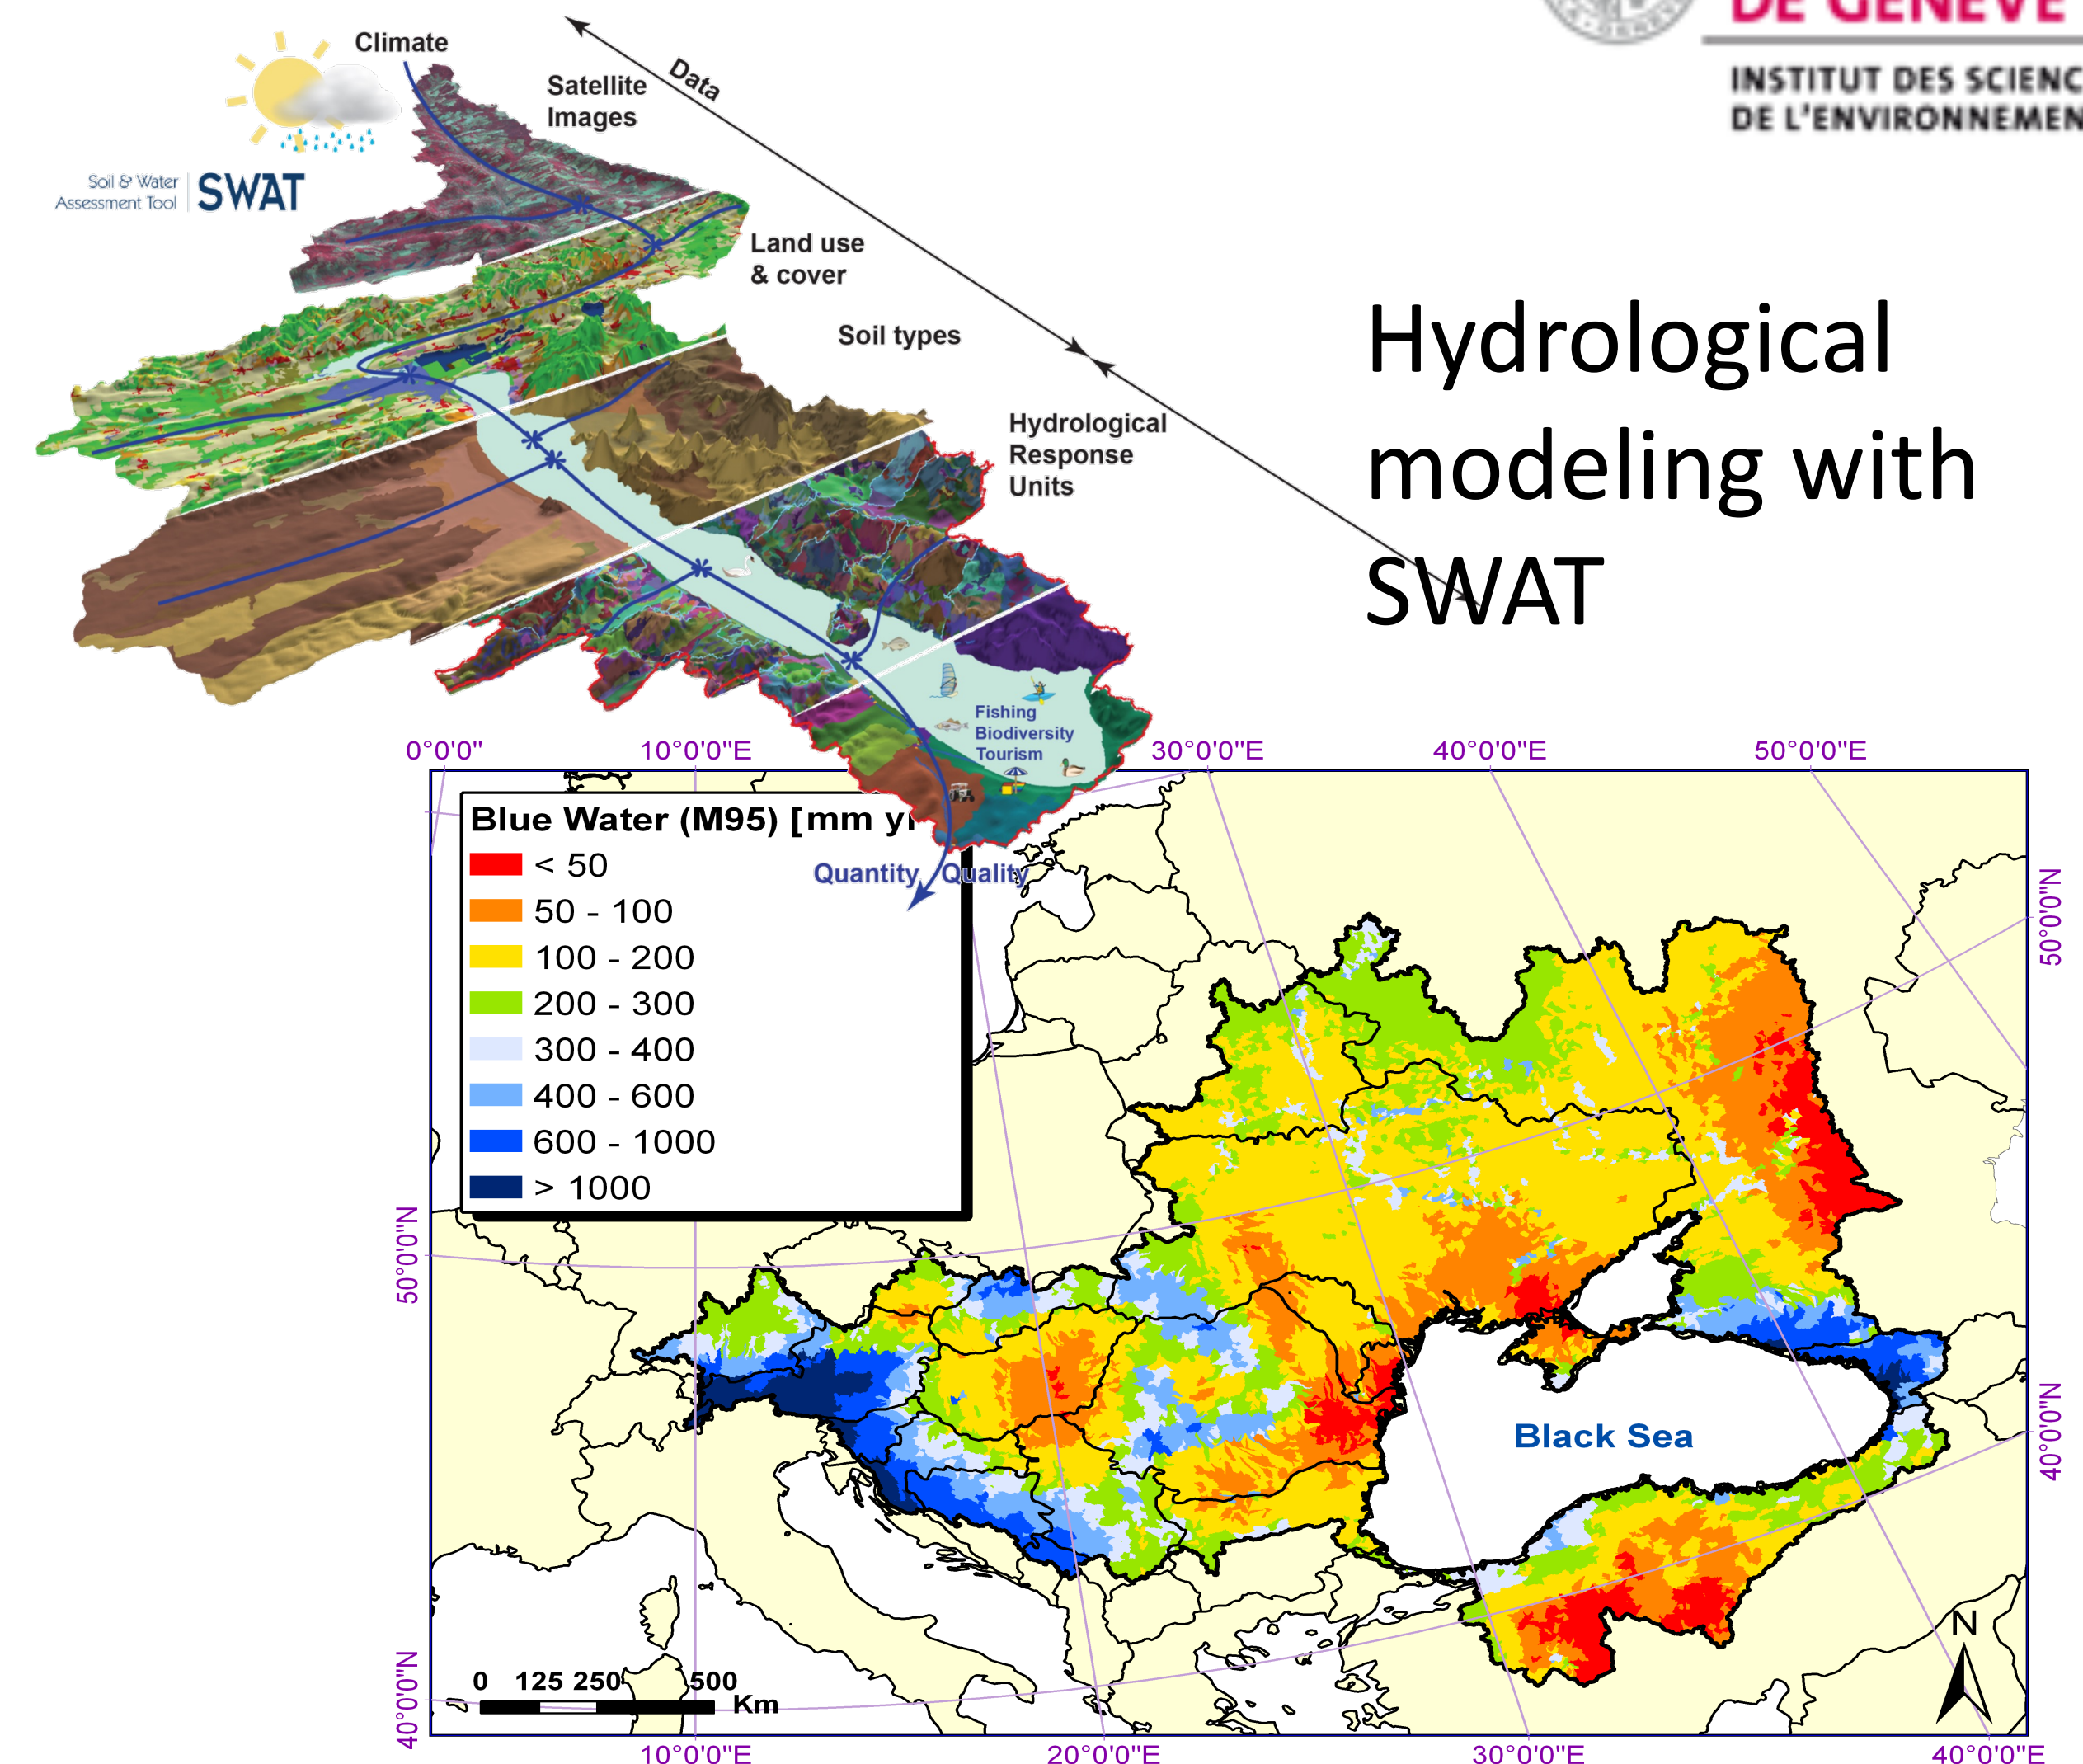 DE GENÈVE
INSTITUT DES SCIENC
DE L'ENVIRONNEMEN
Climate
Satellite
Images
Data
Soil & Water
Assessment Tool
SWAT
Land use
& cover
Soil types
Hydrological
Response
Units
Hydrological
modeling with
SWAT
Fishing
Biodiversity
Tourism
Quantity
Quality
0°0'0"
10°0'0"E
30°0'0"E
40°0'0"E
50°0'0"E
Blue Water (M95) [mm yr
< 50
50 - 100
100 - 200
200 - 300
300 - 400
400 - 600
600 - 1000
> 1000
50°0'0"N
50°0'0"N
40°0'0"N
40°0'0"N
Black Sea
N
0 125 250 500
Km
10°0'0"E
20°0'0"E
30°0'0"E
40°0'0"E